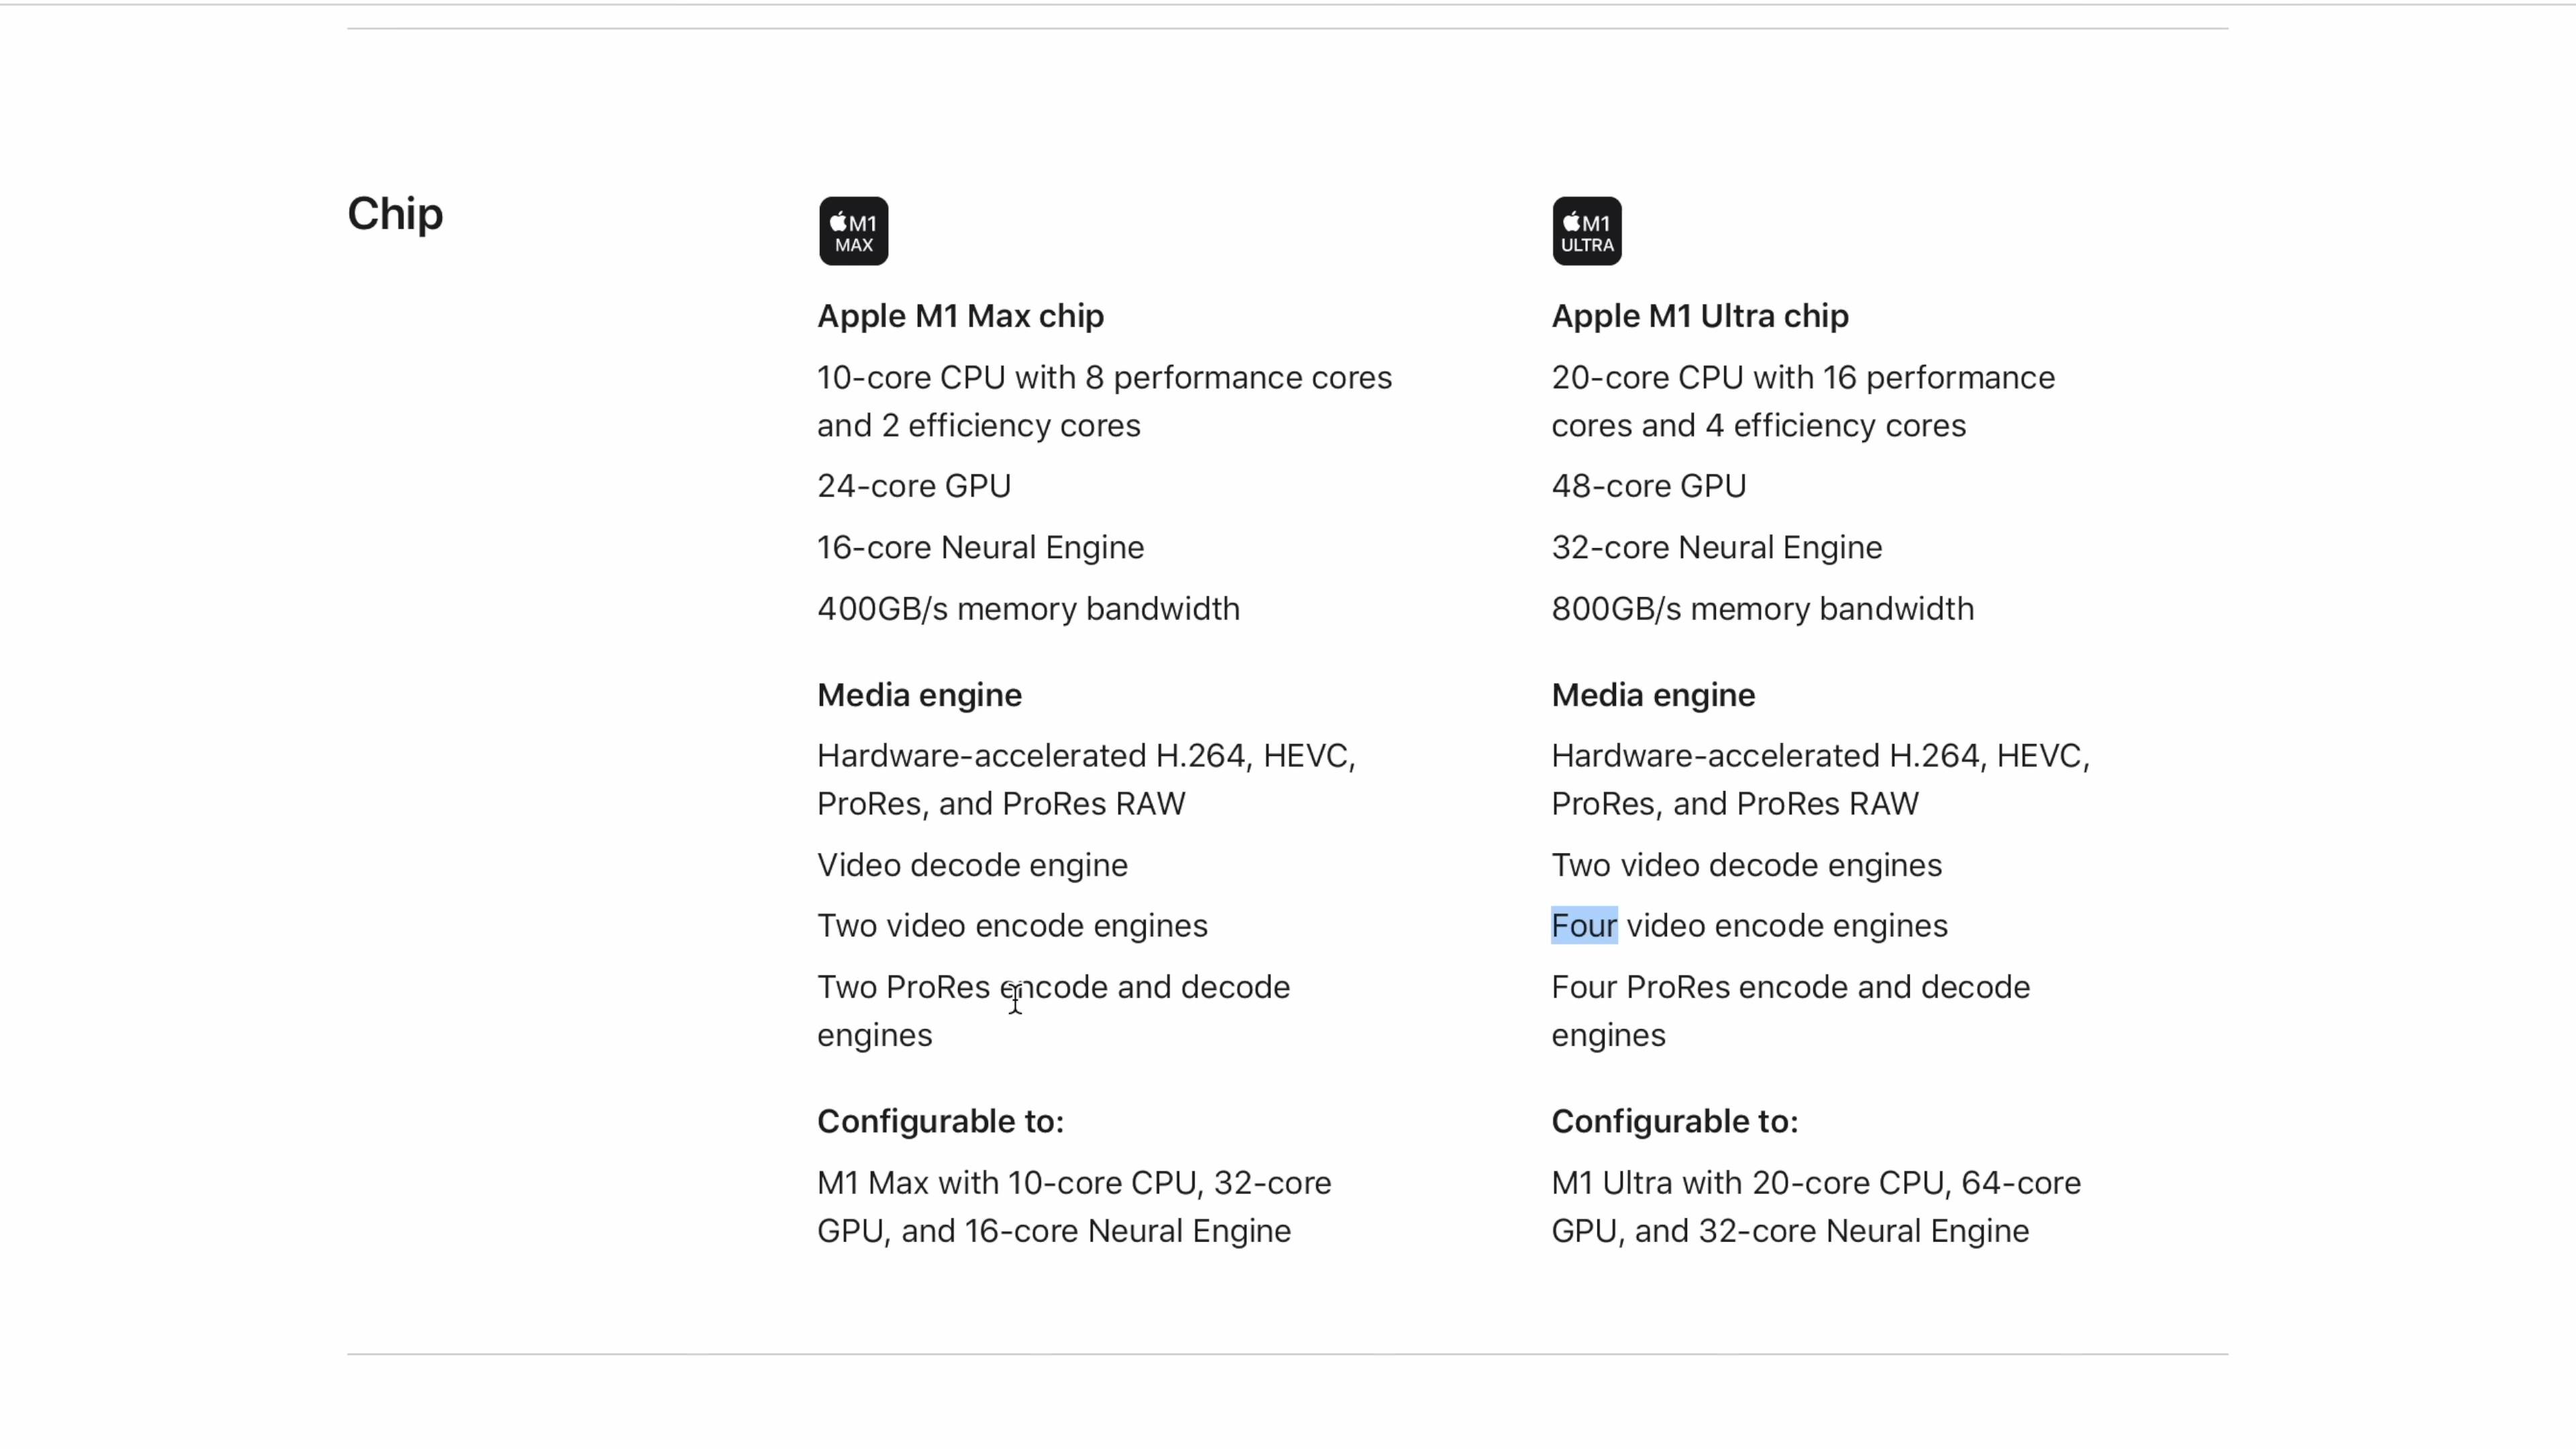 Chip
M1
MAX
Apple M1 Max chip
10-core CPU with 8 performance cores
and 2 efficiency cores
24-core GPU
16-core Neural Engine
400GB/s memory bandwidth
Media engine
Hardware-accelerated H.264, HEVC,
ProRes, and ProRes RAW
Video decode engine
Two video encode engines
Two ProRes encode and decode
engines
Configurable to:
M1 Max with 10-core CPU, 32-core
GPU, and 16-core Neural Engine
M1
ULTRA
Apple M1 Ultra chip
20-core CPU with 16 performance
cores and 4 efficiency cores
48-core GPU
32-core Neural Engine
800GB/s memory bandwidth
Media engine
Hardware-accelerated H.264, HEVC,
ProRes, and ProRes RAW
Two video decode engines
Four video encode engines
Four ProRes encode and decode
engines
Configurable to:
M1 Ultra with 20-core CPU, 64-core
GPU, and 32-core Neural Engine